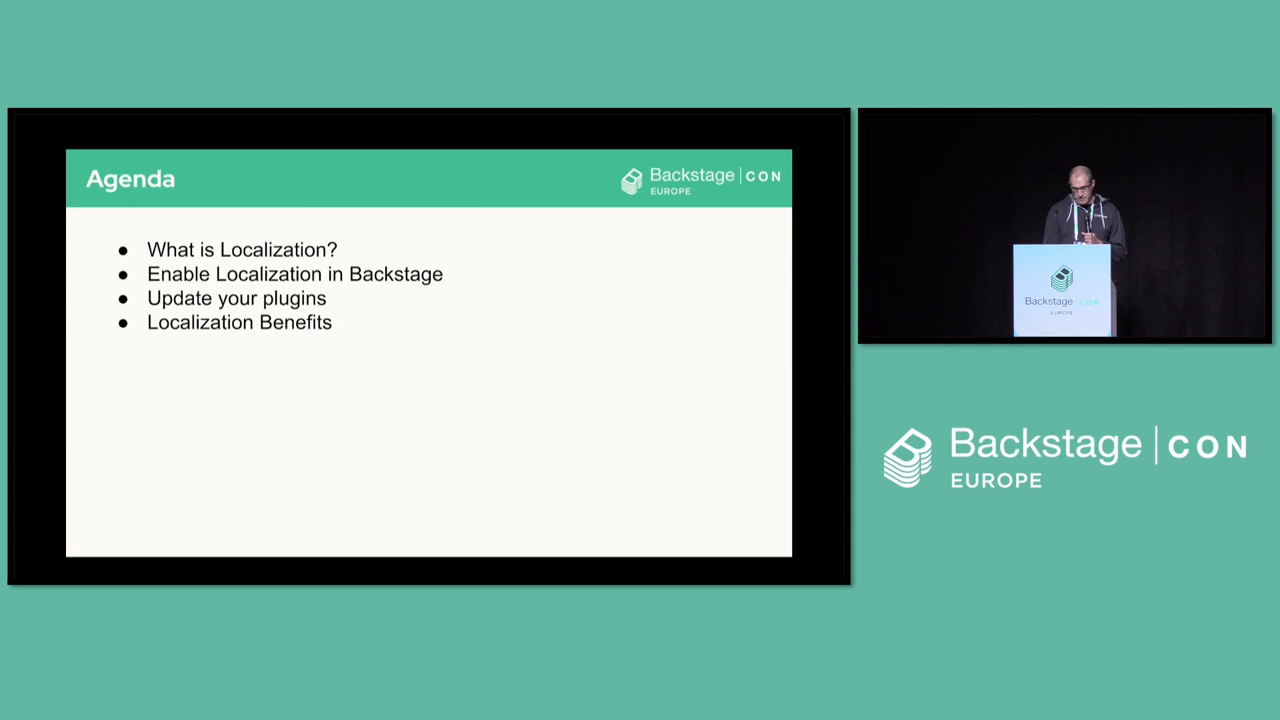 Agenda
Backstage CON
EUROPE
● What is Localization?
● Enable Localization in Backstage
● Update your plugins
● Localization Benefits
Backstage CON
EUROPE
Backstage CON
EUROPE